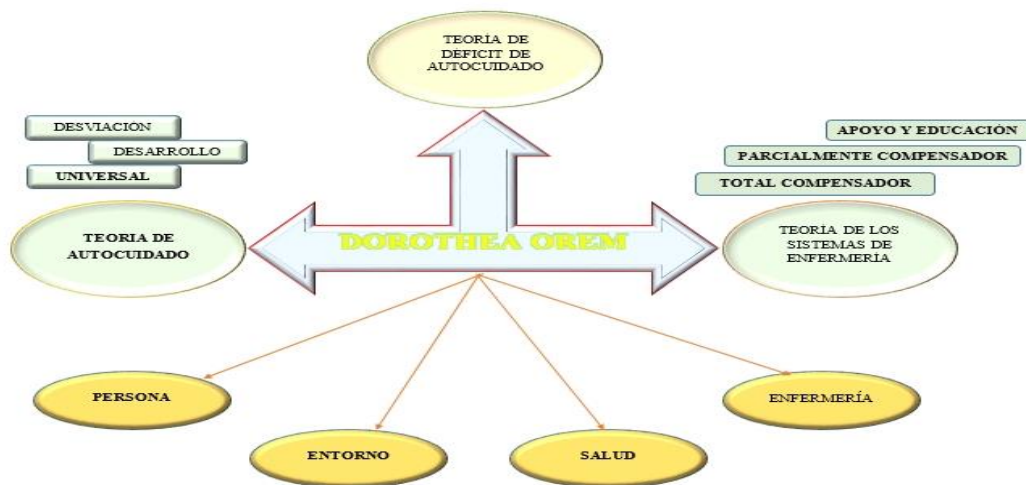 TEORÍA DE
DÉFICIT DE
AUTOCUIDADO
DESVIACIÓN
DESARROLLO
UNIVERSAL
APOYO Y EDUCACIÓN
PARCIALMENTE COMPENSADOR
TOTAL COMPENSADOR
TEORIA DE
AUTOCUIDADO
DOROTHEA OREM
TEORÍA DE LOS
SISTEMAS DE
ENFERMERÍA
PERSONA
ENTORNO
SALUD
ENFERMERÍA